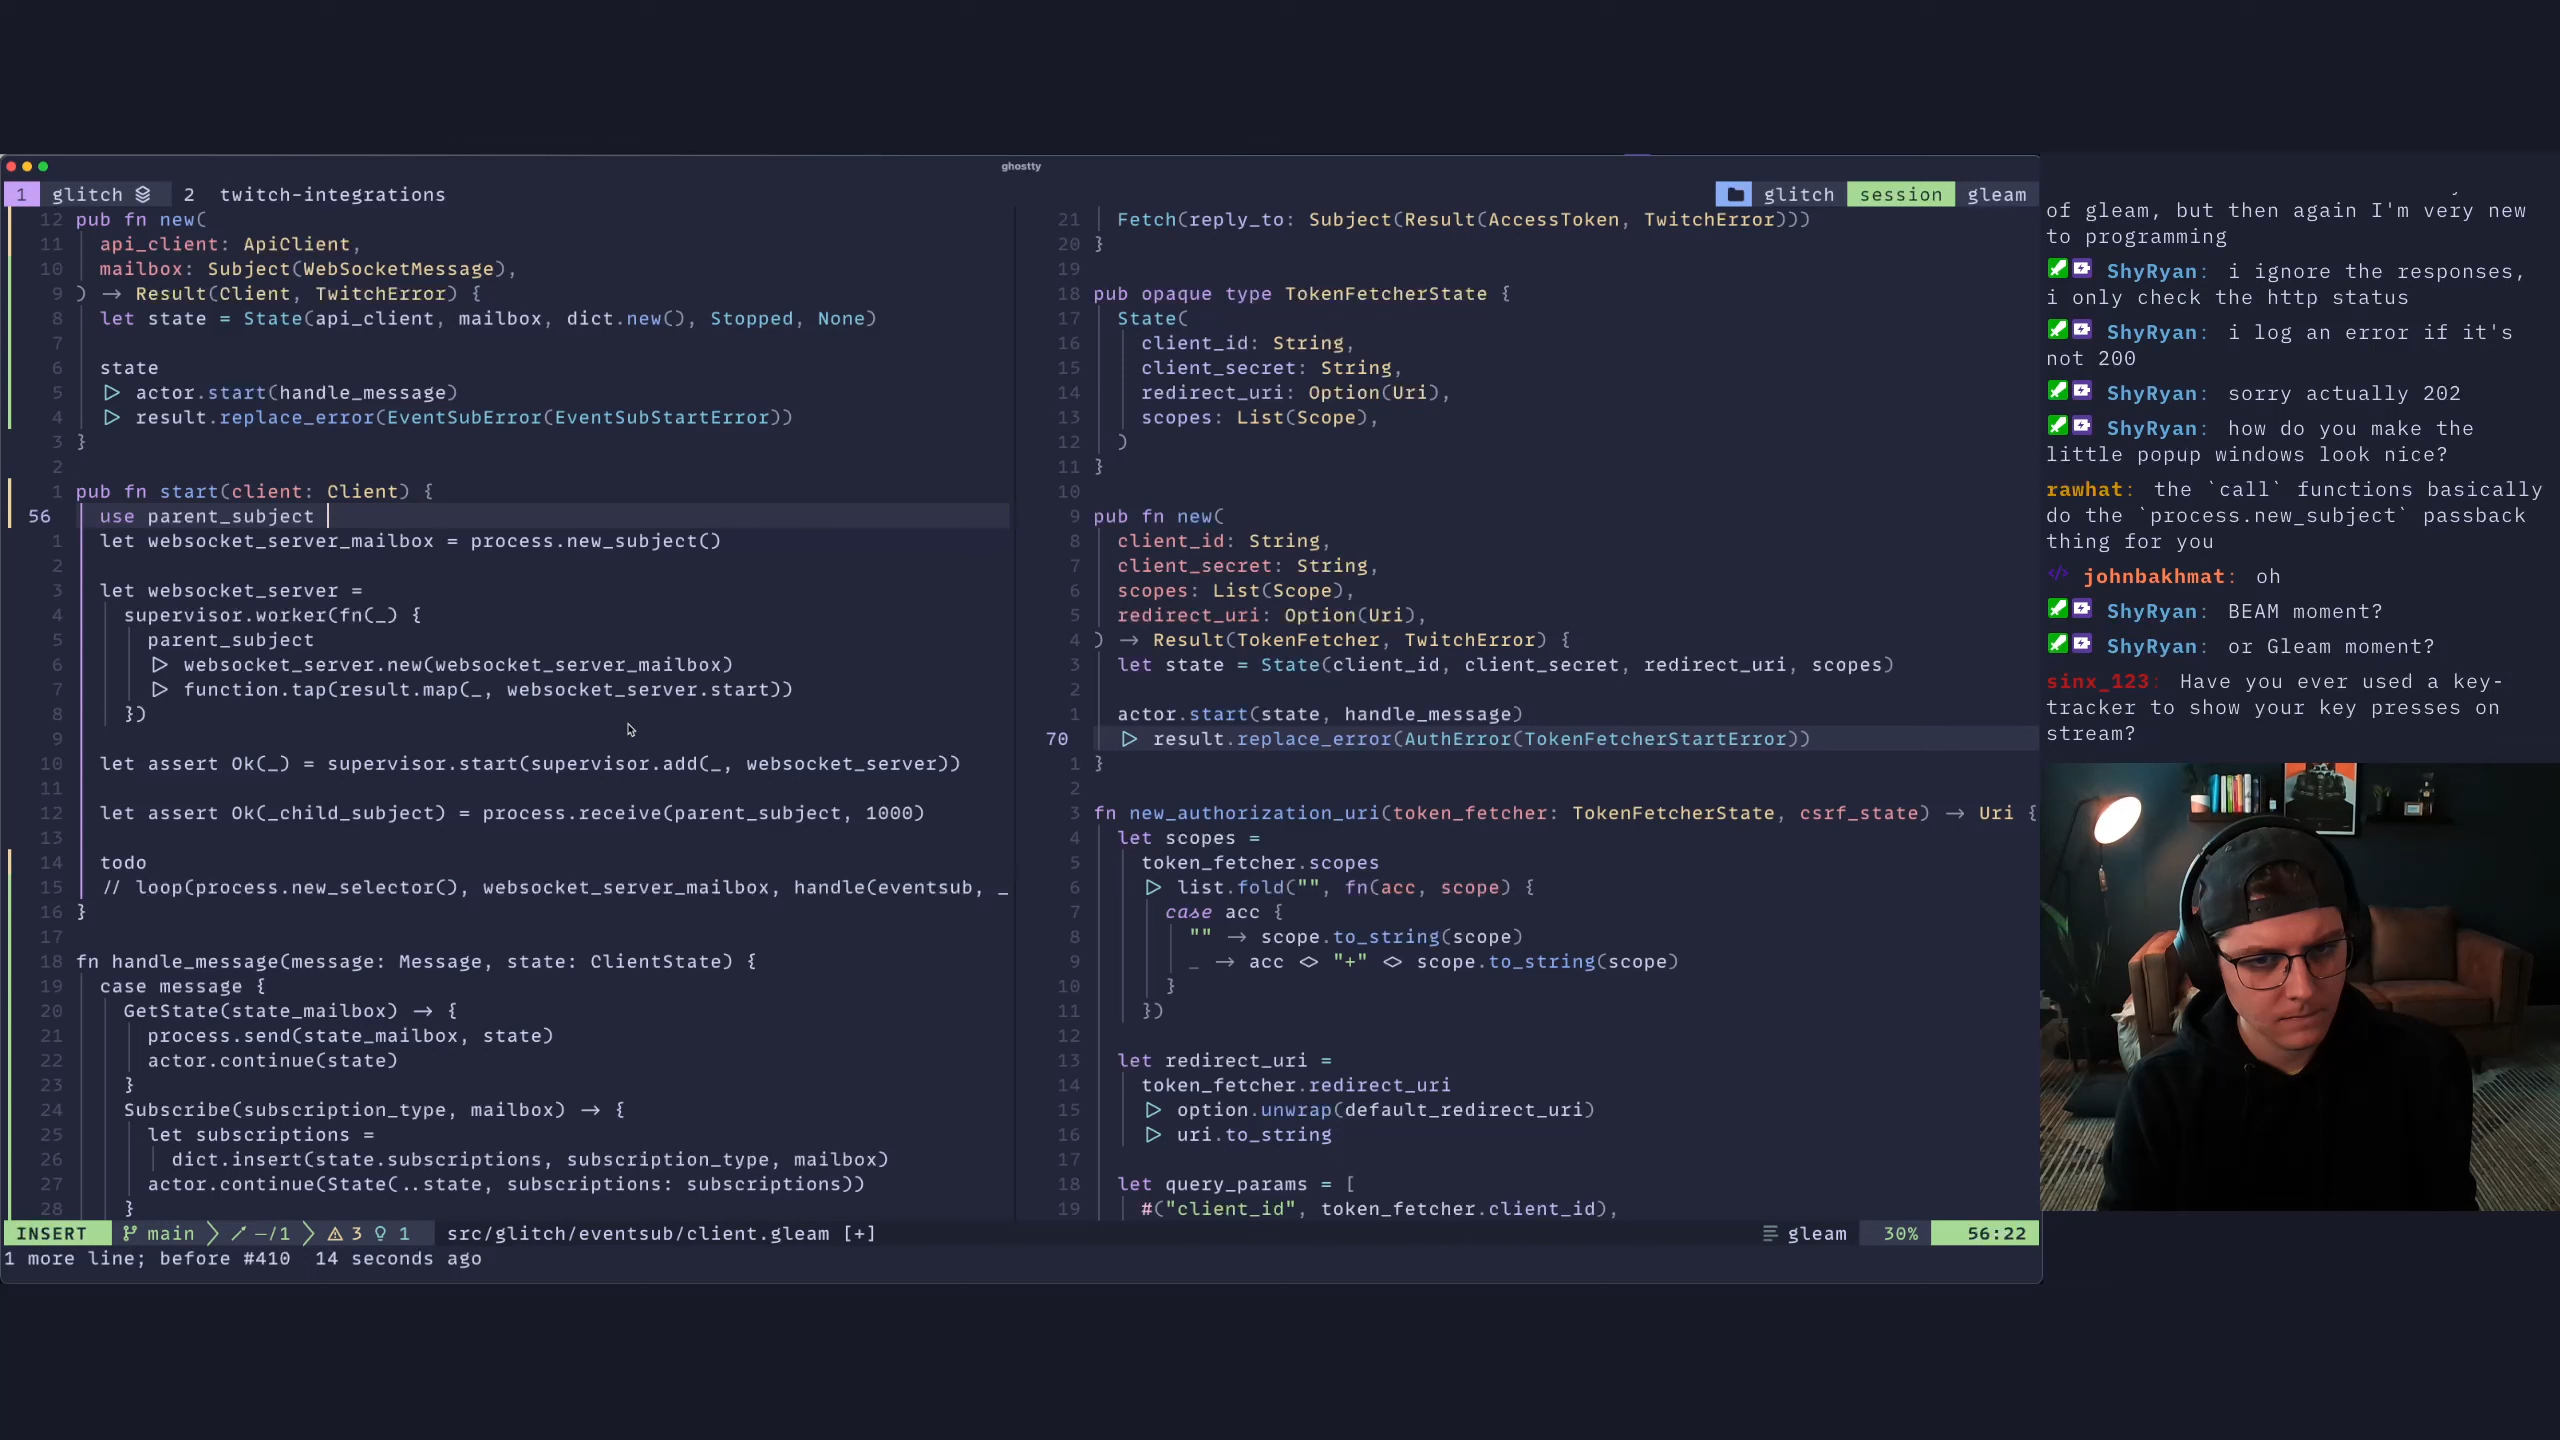 ghostty
1 glitch 2 twitch-integrations
glitch session gleam
12 pub fn new(
11 api_client: ApiClient,
10 mailbox: Subject(WebSocketMessage),
9 ) -> Result(Client, TwitchError) {
8 let state = State(api_client, mailbox, dict.new(), Stopped, None)
7
6 state
5 |> actor.start(handle_message)
4 |> result.replace_error(EventSubError(EventSubStartError))
3 }
2
1 pub fn start(client: Client) {
56 use parent_subject
1 let websocket_server_mailbox = process.new_subject()
2
3 let websocket_server =
4 supervisor.worker(fn(_) {
5 parent_subject
6 |> websocket_server.new(websocket_server_mailbox)
7 |> function.tap(result.map(_, websocket_server.start))
8 })
9
10 let assert Ok(_) = supervisor.start(supervisor.add(_, websocket_server))
11
12 let assert Ok(_child_subject) = process.receive(parent_subject, 1000)
13
14 todo
15 // loop(process.new_selector(), websocket_server_mailbox, handle(eventsub, _
16 }
17
18 fn handle_message(message: Message, state: ClientState) {
19 case message {
20 GetState(state_mailbox) -> {
21 process.send(state_mailbox, state)
22 actor.continue(state)
23 }
24 Subscribe(subscription_type, mailbox) -> {
25 let subscriptions =
26 dict.insert(state.subscriptions, subscription_type, mailbox)
27 actor.continue(State(..state, subscriptions: subscriptions))
28 }
21 Fetch(reply_to: Subject(Result(AccessToken, TwitchError)))
20 }
19
18 pub opaque type TokenFetcherState {
17 State(
16 client_id: String,
15 client_secret: String,
14 redirect_uri: Option(Uri),
13 scopes: List(Scope),
12 )
11 }
10
9 pub fn new(
8 client_id: String,
7 client_secret: String,
6 scopes: List(Scope),
5 redirect_uri: Option(Uri),
4 ) -> Result(TokenFetcher, TwitchError) {
3 let state = State(client_id, client_secret, redirect_uri, scopes)
2
1 actor.start(state, handle_message)
70 |> result.replace_error(AuthError(TokenFetcherStartError))
1 }
2
3 fn new_authorization_uri(token_fetcher: TokenFetcherState, csrf_state) -> Uri {
4 let scopes =
5 token_fetcher.scopes
6 |> list.fold("", fn(acc, scope) {
7 case acc {
8 "" -> scope.to_string(scope)
9 _ -> acc <> "+" <> scope.to_string(scope)
10 }
11 })
12
13 let redirect_uri =
14 token_fetcher.redirect_uri
15 |> option.unwrap(default_redirect_uri)
16 |> uri.to_string
17
18 let query_params = [
19 #("client_id", token_fetcher.client_id),
INSERT main −/1 3 1 src/glitch/eventsub/client.gleam [+] gleam 30% 56:22
1 more line; before #410 14 seconds ago
of gleam, but then again I'm very new
to programming
ShyRyan: i ignore the responses,
i only check the http status
ShyRyan: i log an error if it's
not 200
ShyRyan: sorry actually 202
ShyRyan: how do you make the
little popup windows look nice?
rawhat: the `call` functions basically
do the `process.new_subject` passback
thing for you
johnbakhmat: oh
ShyRyan: BEAM moment?
ShyRyan: or Gleam moment?
sinx_123: Have you ever used a key-
tracker to show your key presses on
stream?